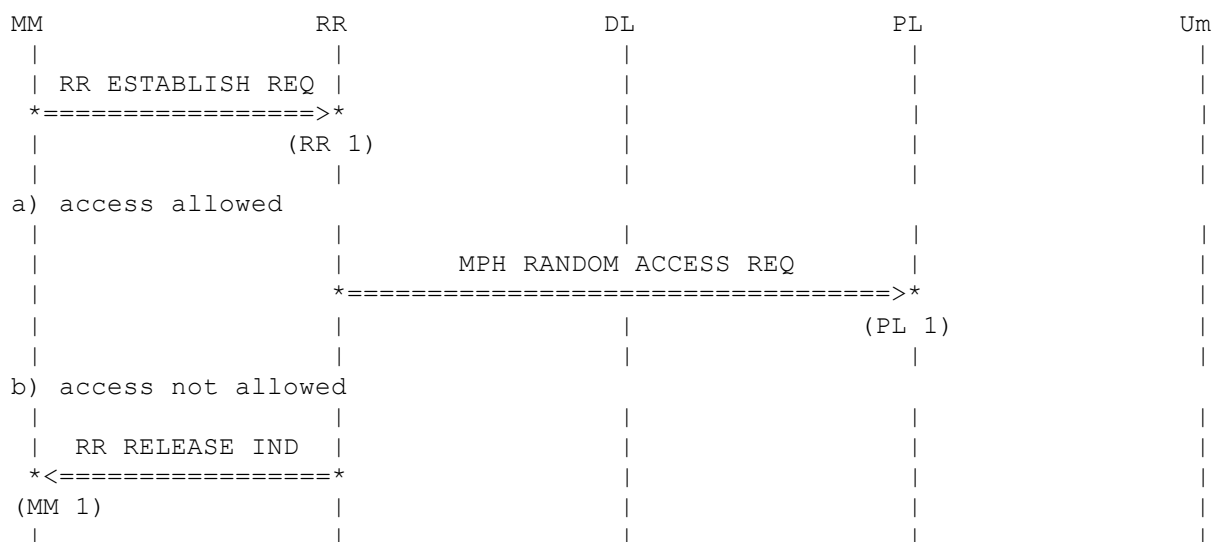 MM RR DL PL Um
| | | | |
| RR ESTABLISH REQ | | | |
*=================>* | | |
| (RR 1) | | |
| | | | |
a) access allowed
| | | | |
| | MPH RANDOM ACCESS REQ | |
| *==================================>* |
| | | (PL 1) |
| | | | |
b) access not allowed
| | | | |
| RR RELEASE IND | | | |
*<=================* | | |
(MM 1) | | | |
| | | | |